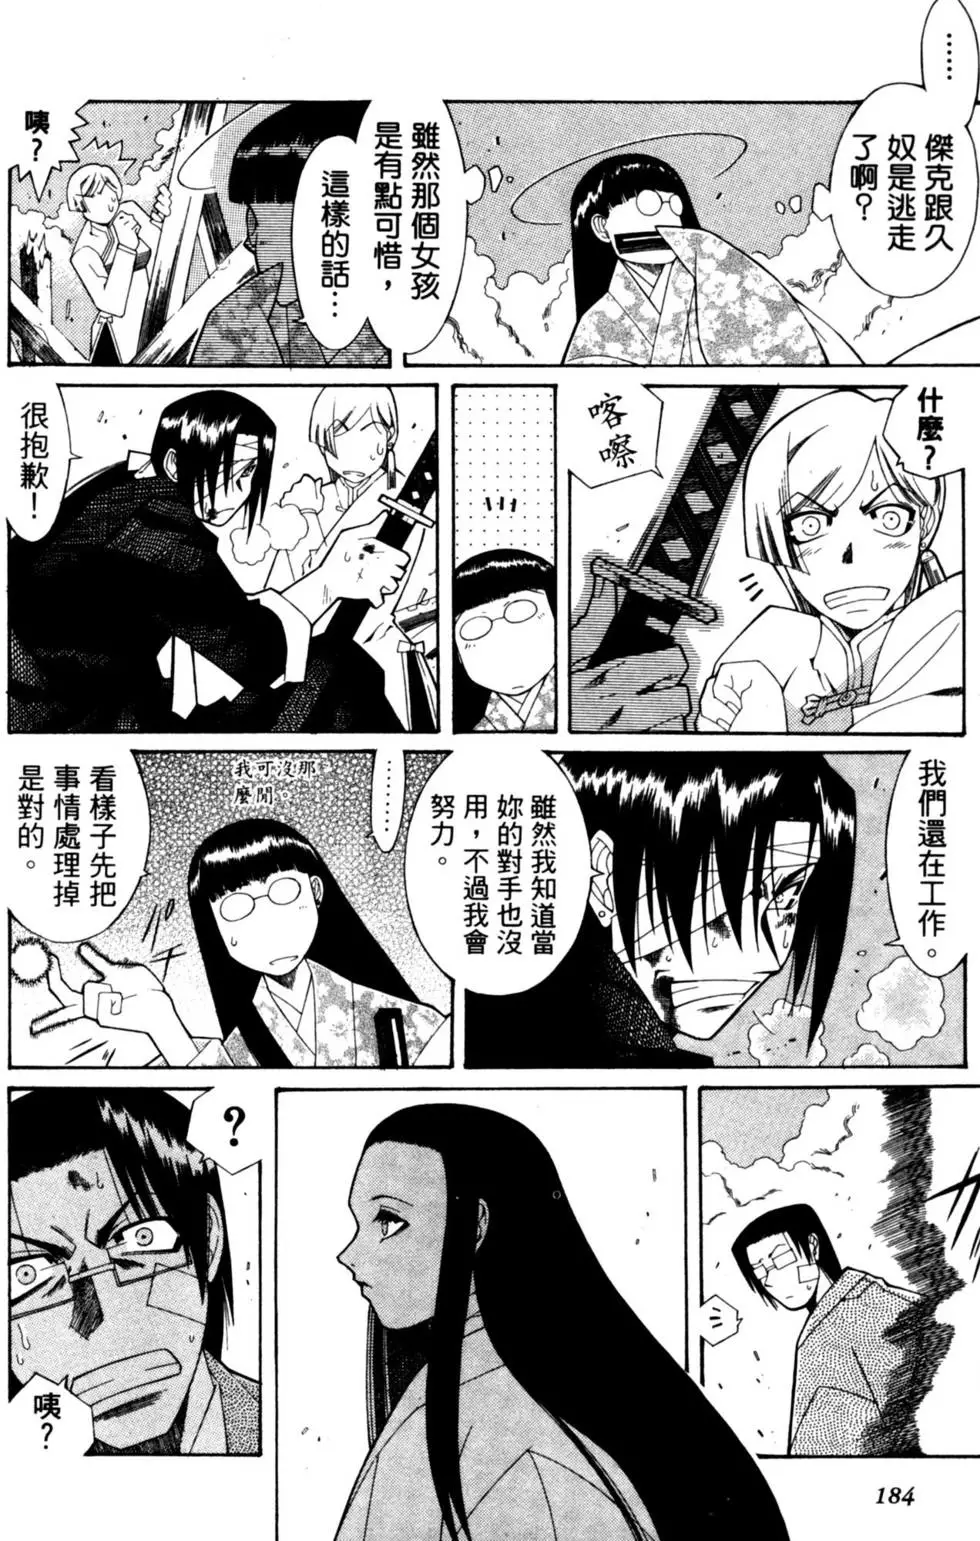 ……
傑克跟久
奴是逃走
了啊？
雖然那個女孩
是有點可惜，
這樣的話…
咦？
什麼？
喀嚓
很抱歉！
我們還在工作。
雖然我知道當
妳的對手也沒
用，不過我會
努力。
……
我可沒那
麼閒。
看樣子先把
事情處理掉
是對的。
？
咦？
184